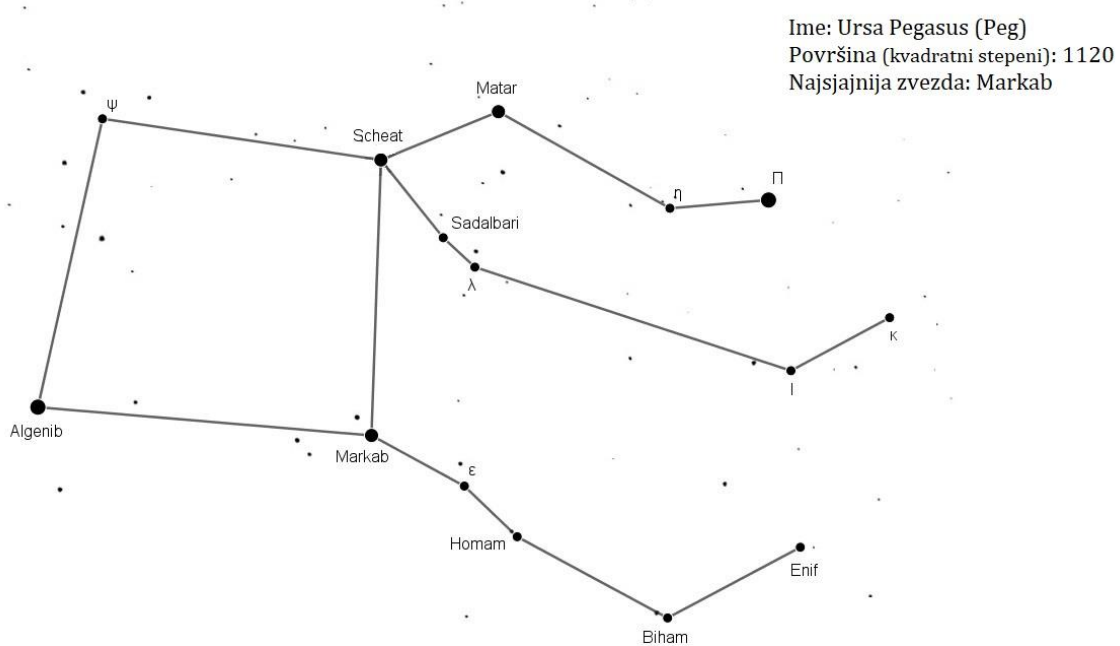 Ime: Ursa Pegasus (Peg)
Površina (kvadratni stepeni): 1120
Najsjajnija zvezda: Markab
Matar
ψ
Scheat
Π
η
Sadalbari
λ
κ
Ι
Algenib
Markab
ε
Homam
Enif
Biham